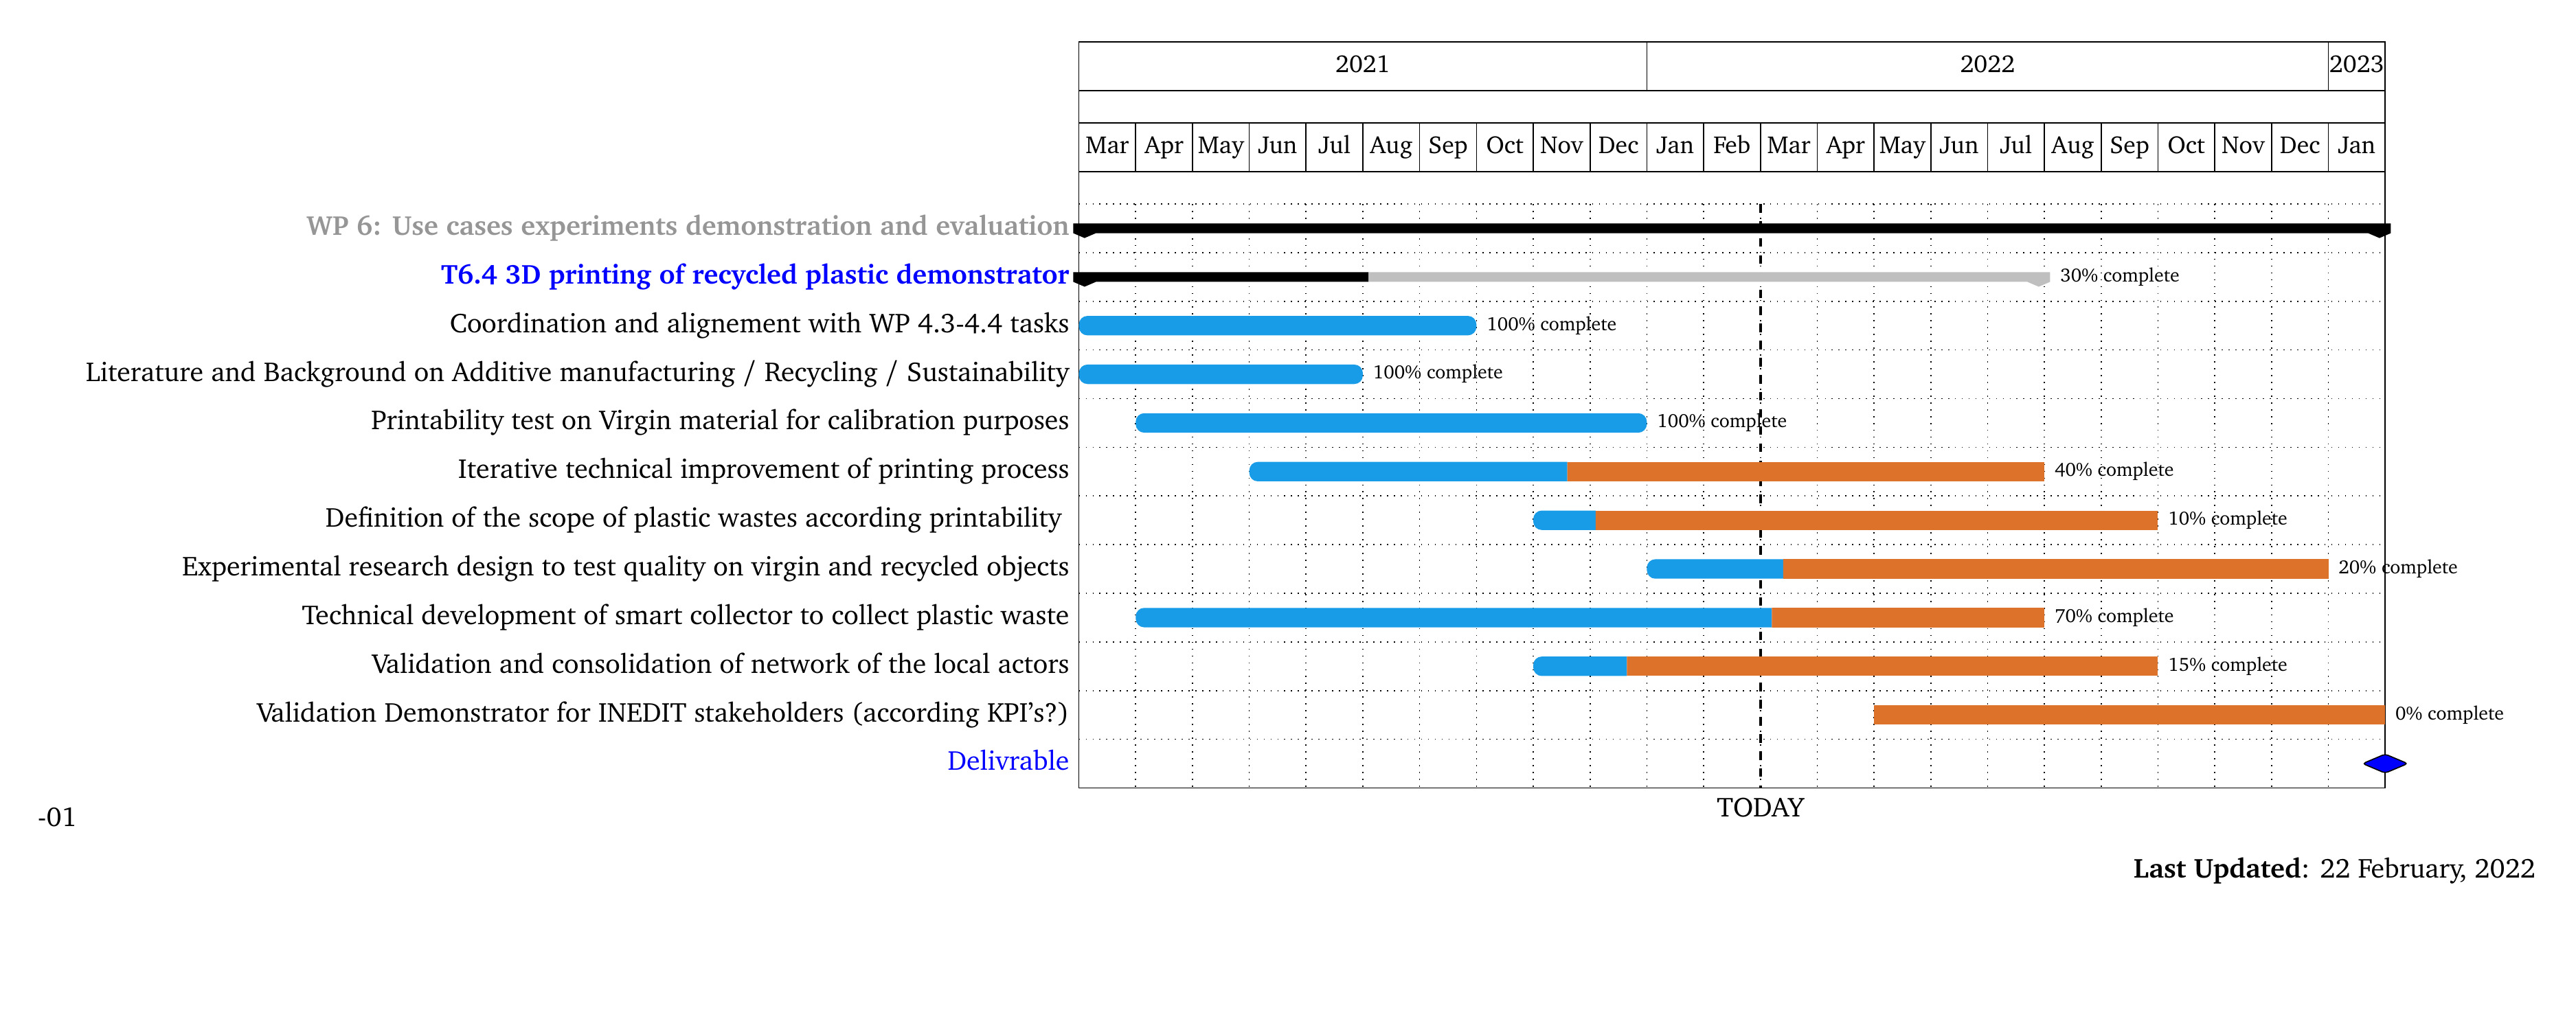 2021 2022 2023
Mar Apr May Jun Jul Aug Sep Oct Nov Dec Jan Feb Mar Apr May Jun Jul Aug Sep Oct Nov Dec Jan
WP 6: Use cases experiments demonstration and evaluation
T6.4 3D printing of recycled plastic demonstrator 30% complete
Coordination and alignement with WP 4.3-4.4 tasks 100% complete
Literature and Background on Additive manufacturing / Recycling / Sustainability 100% complete
Printability test on Virgin material for calibration purposes 100% complete
Iterative technical improvement of printing process 40% complete
Definition of the scope of plastic wastes according printability 10% complete
Experimental research design to test quality on virgin and recycled objects 20% complete
Technical development of smart collector to collect plastic waste 70% complete
Validation and consolidation of network of the local actors 15% complete
Validation Demonstrator for INEDIT stakeholders (according KPI’s?) 0% complete
Delivrable
TODAY
-01
Last Updated: 22 February, 2022